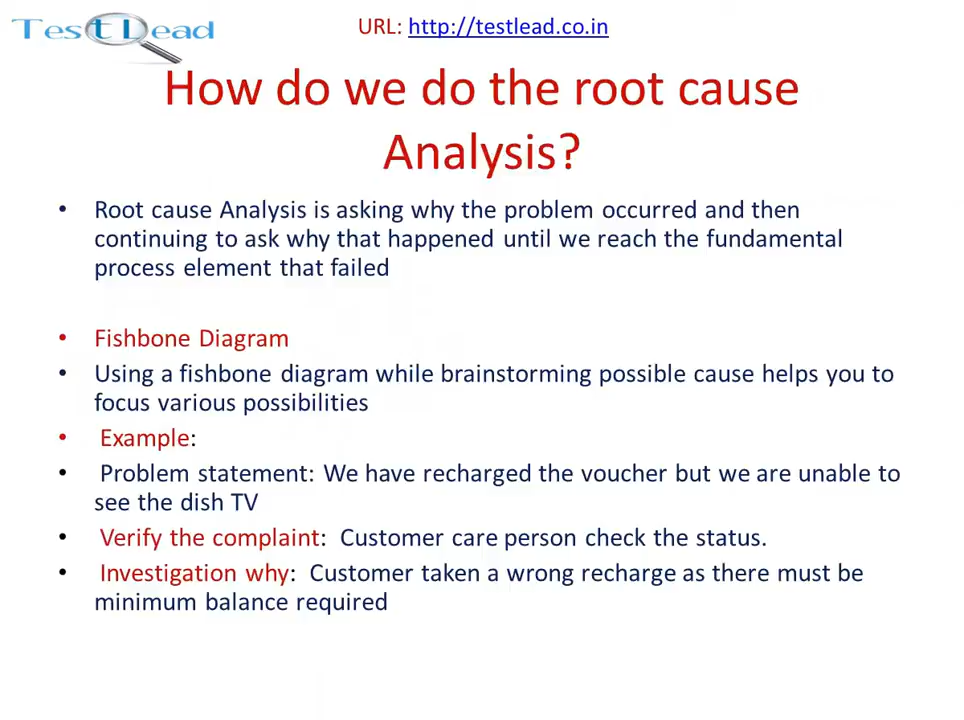 Test Lead
URL: http://testlead.co.in
How do we do the root cause
Analysis?
• Root cause Analysis is asking why the problem occurred and then
continuing to ask why that happened until we reach the fundamental
process element that failed
• Fishbone Diagram
• Using a fishbone diagram while brainstorming possible cause helps you to
focus various possibilities
• Example:
• Problem statement: We have recharged the voucher but we are unable to
see the dish TV
• Verify the complaint: Customer care person check the status.
• Investigation why: Customer taken a wrong recharge as there must be
minimum balance required